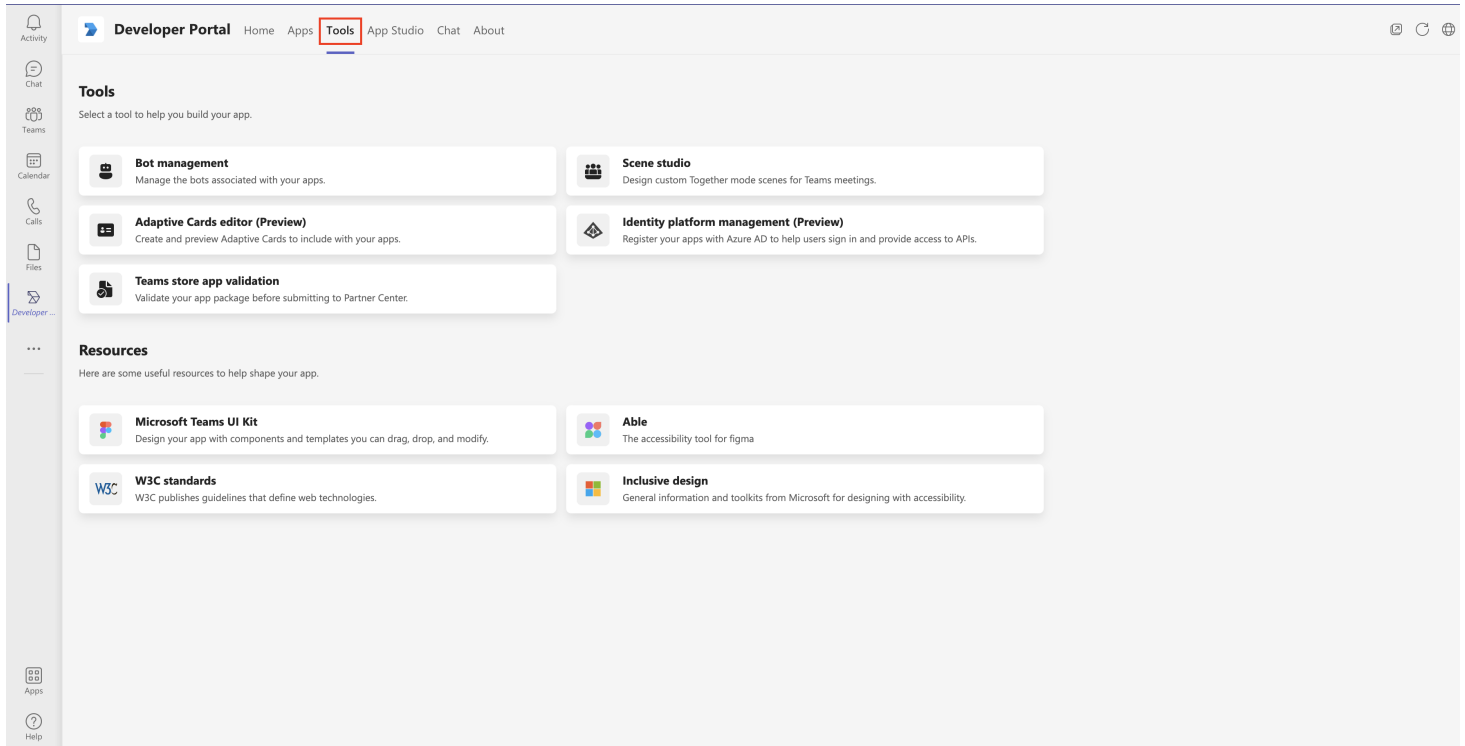 Activity
Chat
Teams
Calendar
Calls
Files
Developer ...
Apps
Help
Developer Portal Home Apps Tools App Studio Chat About
Tools
Select a tool to help you build your app.
Bot management
Manage the bots associated with your apps.
Scene studio
Design custom Together mode scenes for Teams meetings.
Adaptive Cards editor (Preview)
Create and preview Adaptive Cards to include with your apps.
Identity platform management (Preview)
Register your apps with Azure AD to help users sign in and provide access to APIs.
Teams store app validation
Validate your app package before submitting to Partner Center.
Resources
Here are some useful resources to help shape your app.
Microsoft Teams UI Kit
Design your app with components and templates you can drag, drop, and modify.
Able
The accessibility tool for figma
W3C
W3C standards
W3C publishes guidelines that define web technologies.
Inclusive design
General information and toolkits from Microsoft for designing with accessibility.